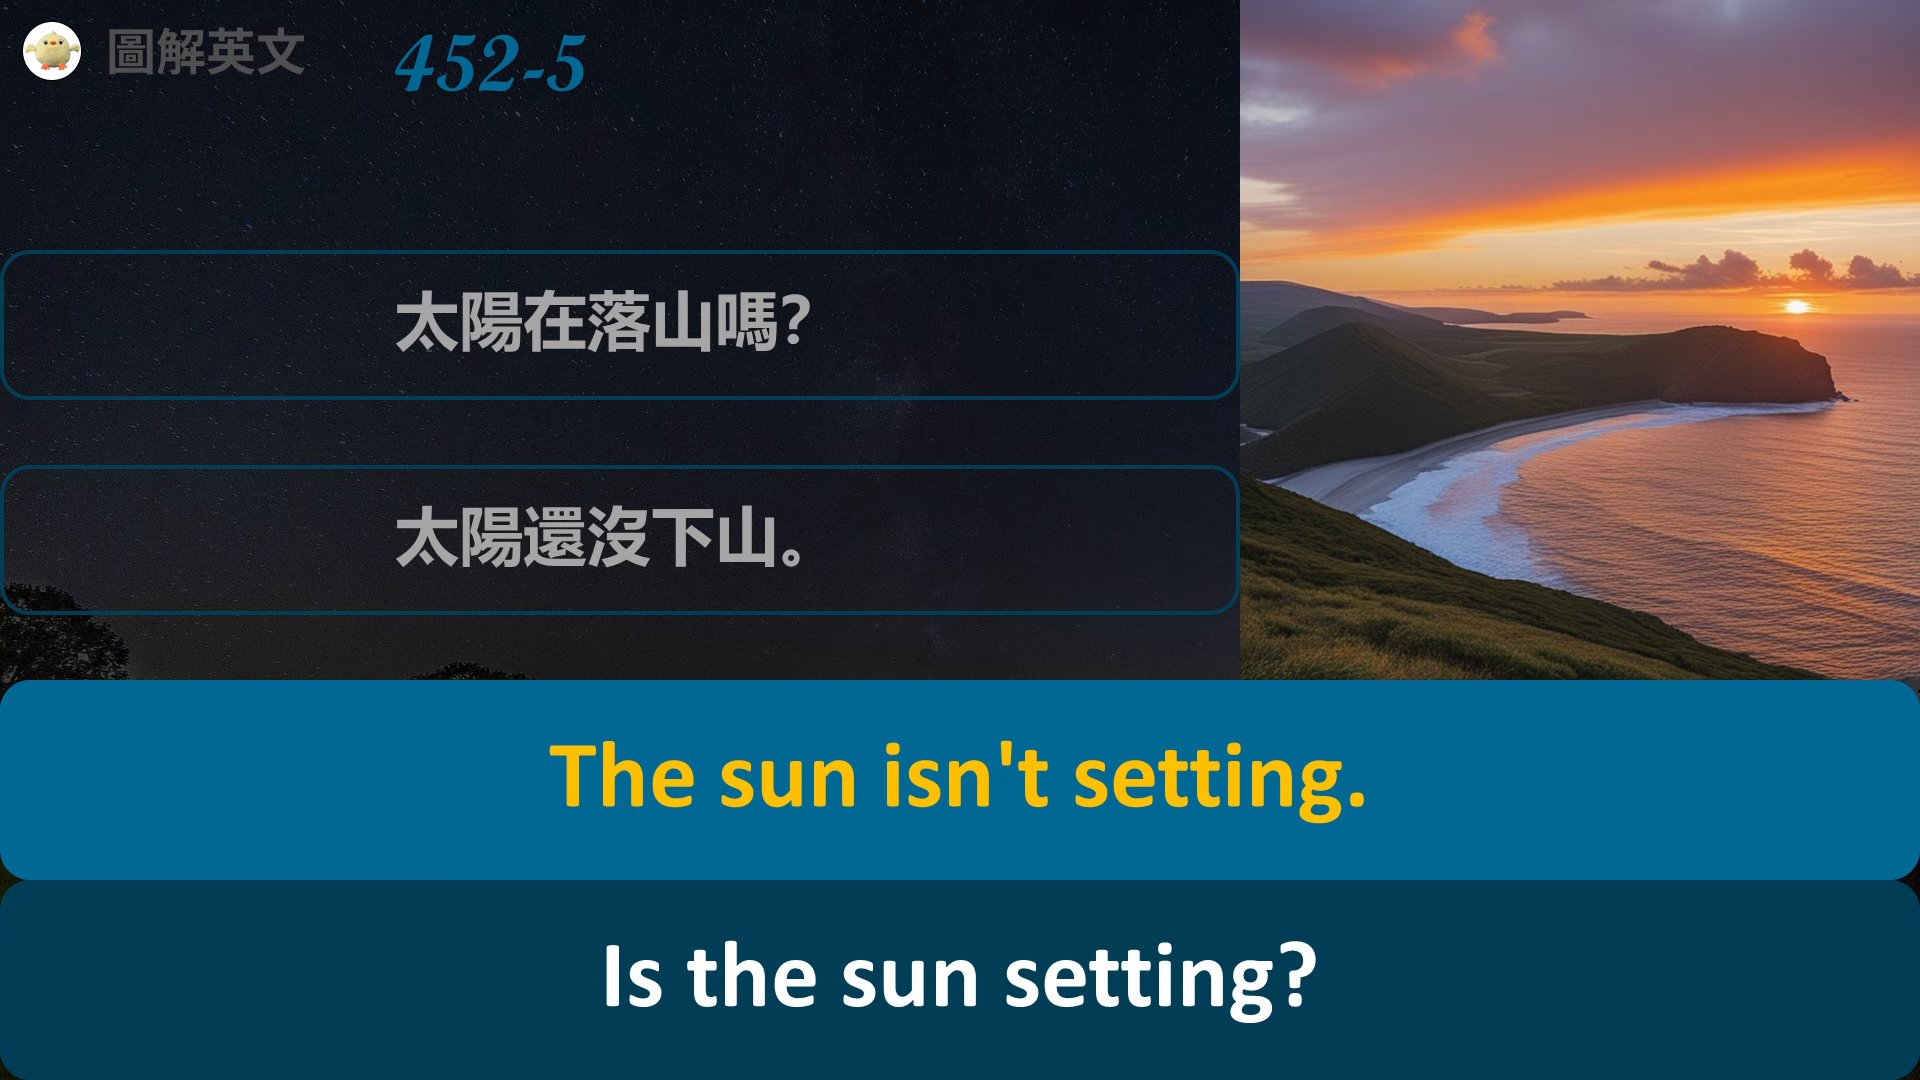 圖解英文
452-5
太陽在落山嗎?
太陽還沒下山。
The sun isn't setting.
Is the sun setting?